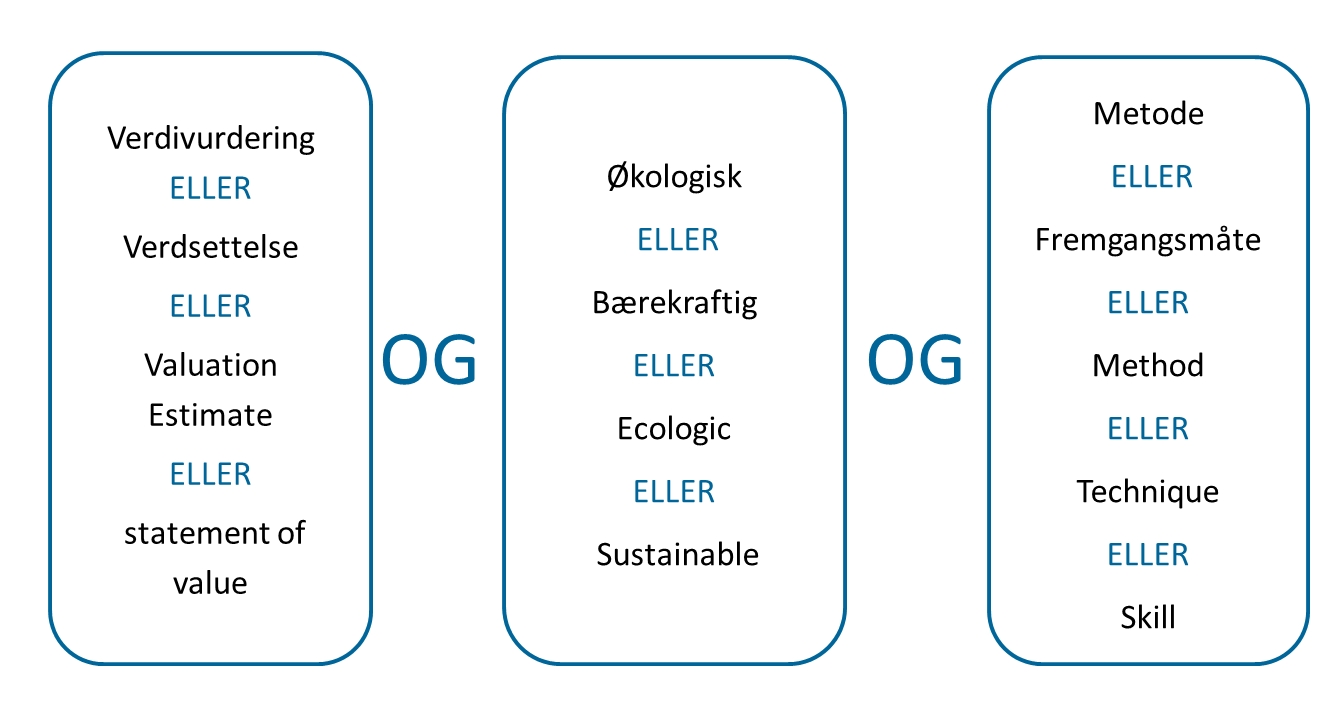 Verdivurdering
ELLER
Verdsettelse
ELLER
Valuation
Estimate
ELLER
statement of
value
OG
Økologisk
ELLER
Bærekraftig
ELLER
Ecologic
ELLER
Sustainable
OG
Metode
ELLER
Fremgangsmåte
ELLER
Method
ELLER
Technique
ELLER
Skill